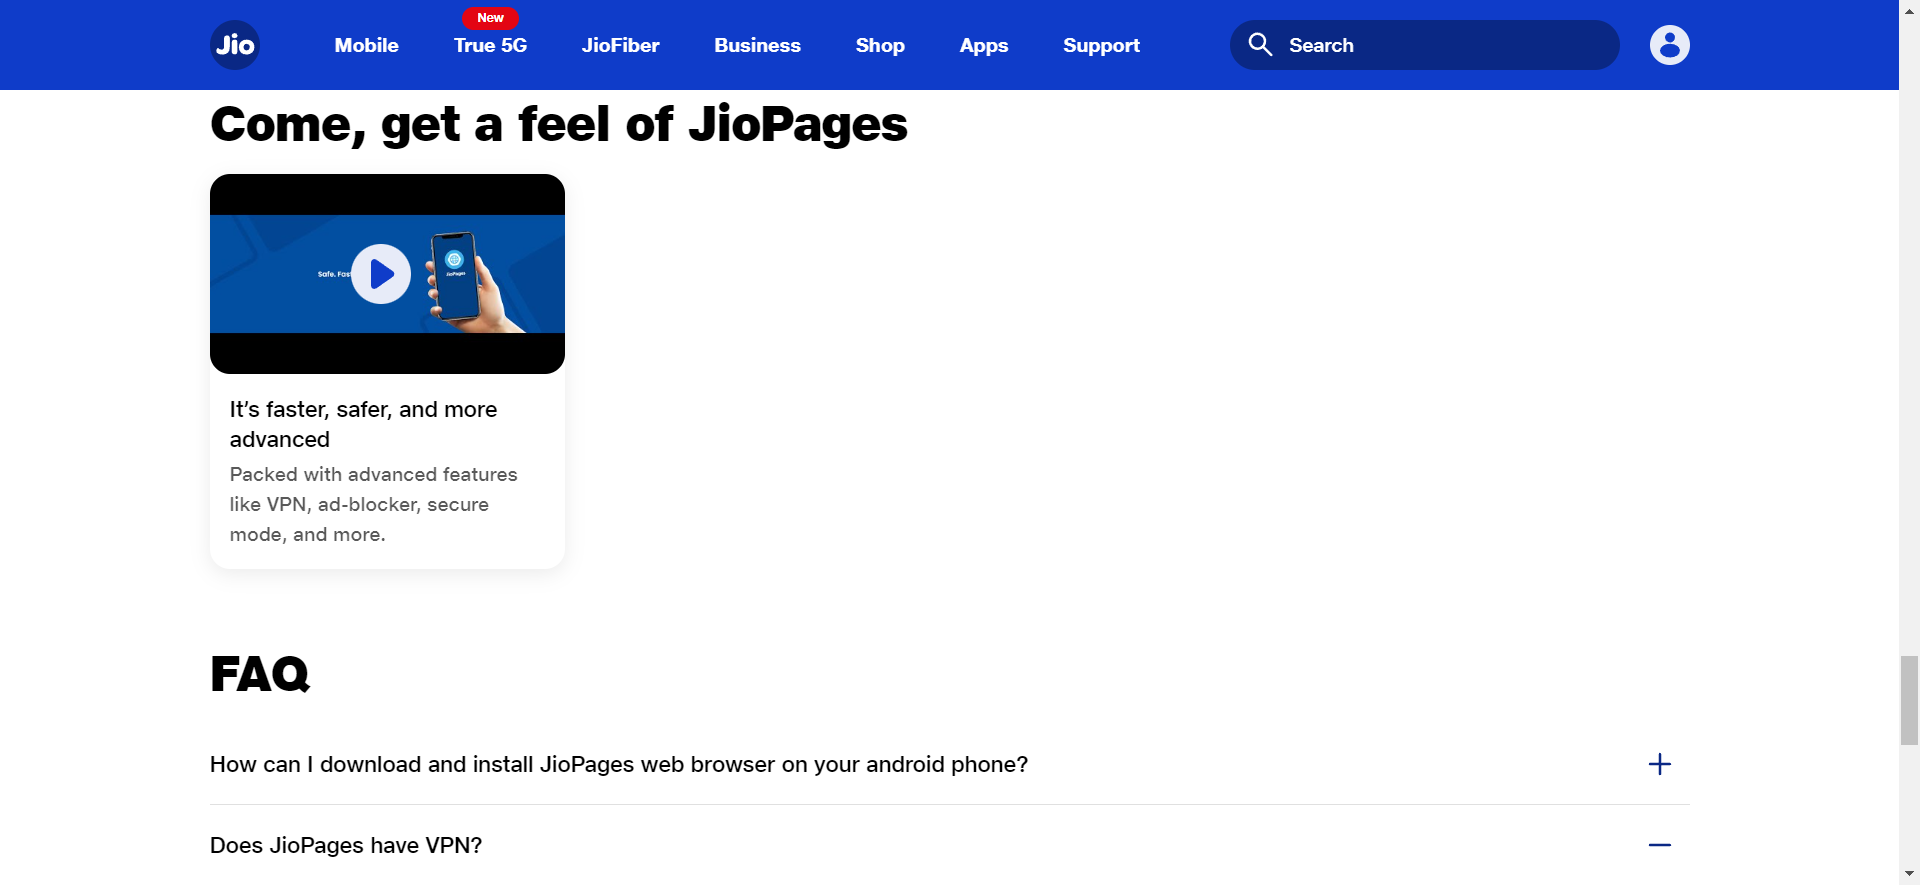 Jio
Mobile
New
True 5G
JioFiber
Business
Shop
Apps
Support
Search
Come, get a feel of JioPages
Safe. Fast
JioPages
It’s faster, safer, and more
advanced
Packed with advanced features
like VPN, ad-blocker, secure
mode, and more.
FAQ
How can I download and install JioPages web browser on your android phone?
Does JioPages have VPN?